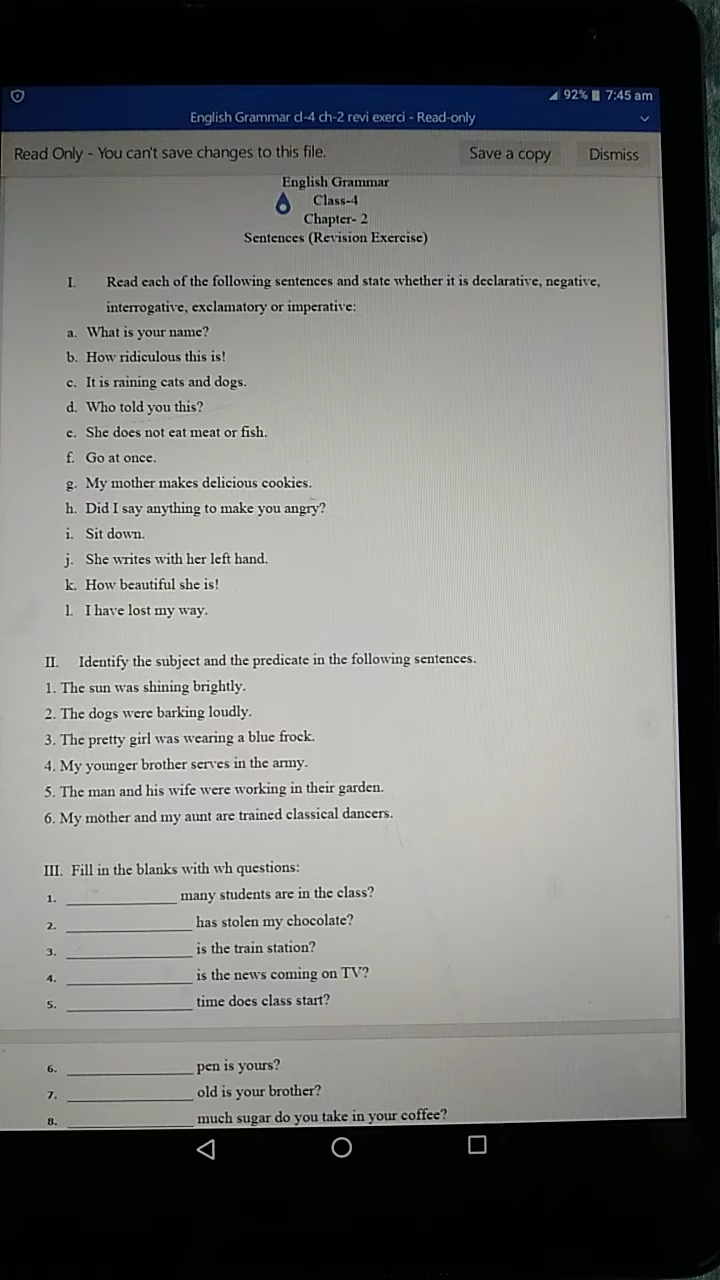 92% 7:45 am
English Grammar cl-4 ch-2 revi exerci - Read-only
Read Only - You can't save changes to this file. Save a copy Dismiss
English Grammar
Class-4
Chapter- 2
Sentences (Revision Exercise)
I. Read each of the following sentences and state whether it is declarative, negative,
interrogative, exclamatory or imperative:
a. What is your name?
b. How ridiculous this is!
c. It is raining cats and dogs.
d. Who told you this?
e. She does not eat meat or fish.
f. Go at once.
g. My mother makes delicious cookies.
h. Did I say anything to make you angry?
i. Sit down.
j. She writes with her left hand.
k. How beautiful she is!
l. I have lost my way.
II. Identify the subject and the predicate in the following sentences.
1. The sun was shining brightly.
2. The dogs were barking loudly.
3. The pretty girl was wearing a blue frock.
4. My younger brother serves in the army.
5. The man and his wife were working in their garden.
6. My mother and my aunt are trained classical dancers.
III. Fill in the blanks with wh questions:
1. ____________ many students are in the class?
2. ____________ has stolen my chocolate?
3. ____________ is the train station?
4. ____________ is the news coming on TV?
5. ____________ time does class start?
6. ____________ pen is yours?
7. ____________ old is your brother?
8. ____________ much sugar do you take in your coffee?